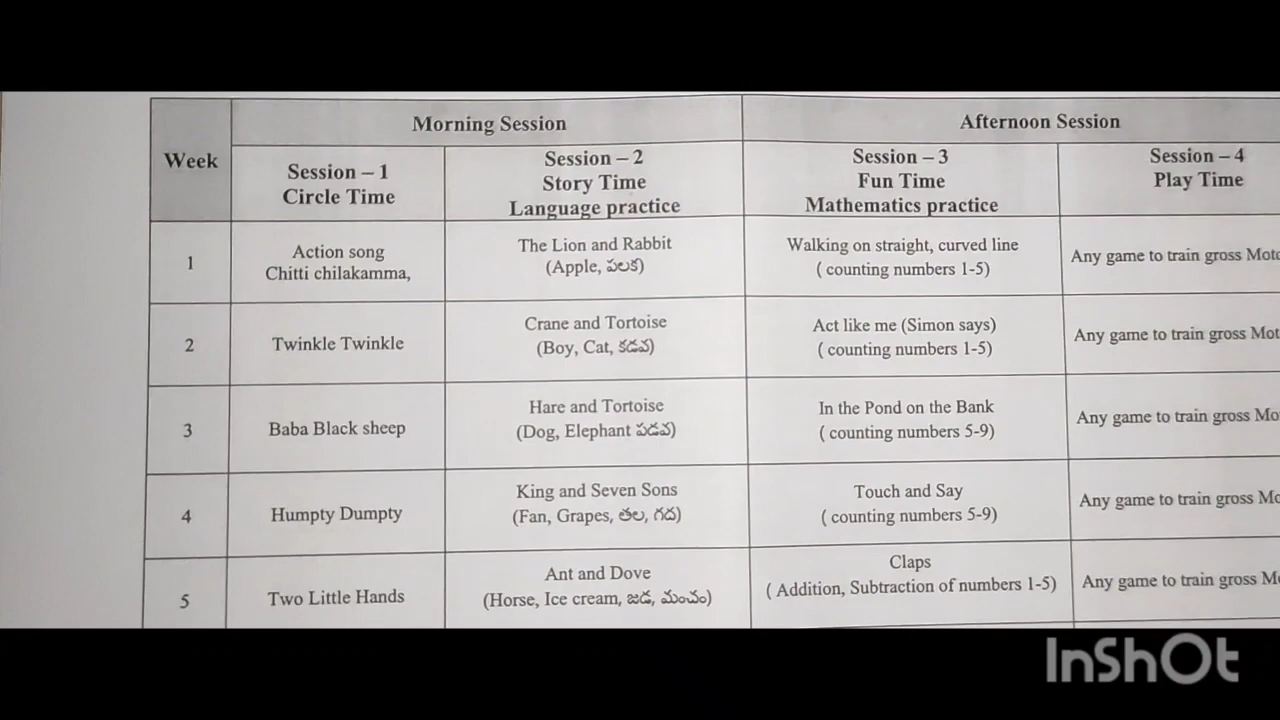 Week
Morning Session
Afternoon Session
Session – 1
Circle Time
Session – 2
Story Time
Language practice
Session – 3
Fun Time
Mathematics practice
Session – 4
Play Time
1
Action song
Chitti chilakamma,
The Lion and Rabbit
(Apple, పలక)
Walking on straight, curved line
( counting numbers 1-5)
Any game to train gross
2
Twinkle Twinkle
Crane and Tortoise
(Boy, Cat, కడవ)
Act like me (Simon says)
( counting numbers 1-5)
Any game to train gross
3
Baba Black sheep
Hare and Tortoise
(Dog, Elephant పడవ)
In the Pond on the Bank
( counting numbers 5-9)
Any game to train gross
4
Humpty Dumpty
King and Seven Sons
(Fan, Grapes, తల, గద)
Touch and Say
( counting numbers 5-9)
Any game to train gross
5
Two Little Hands
Ant and Dove
(Horse, Ice cream, జడ, మంచం)
Claps
( Addition, Subtraction of numbers 1-5)
Any game to train gross
InShOt